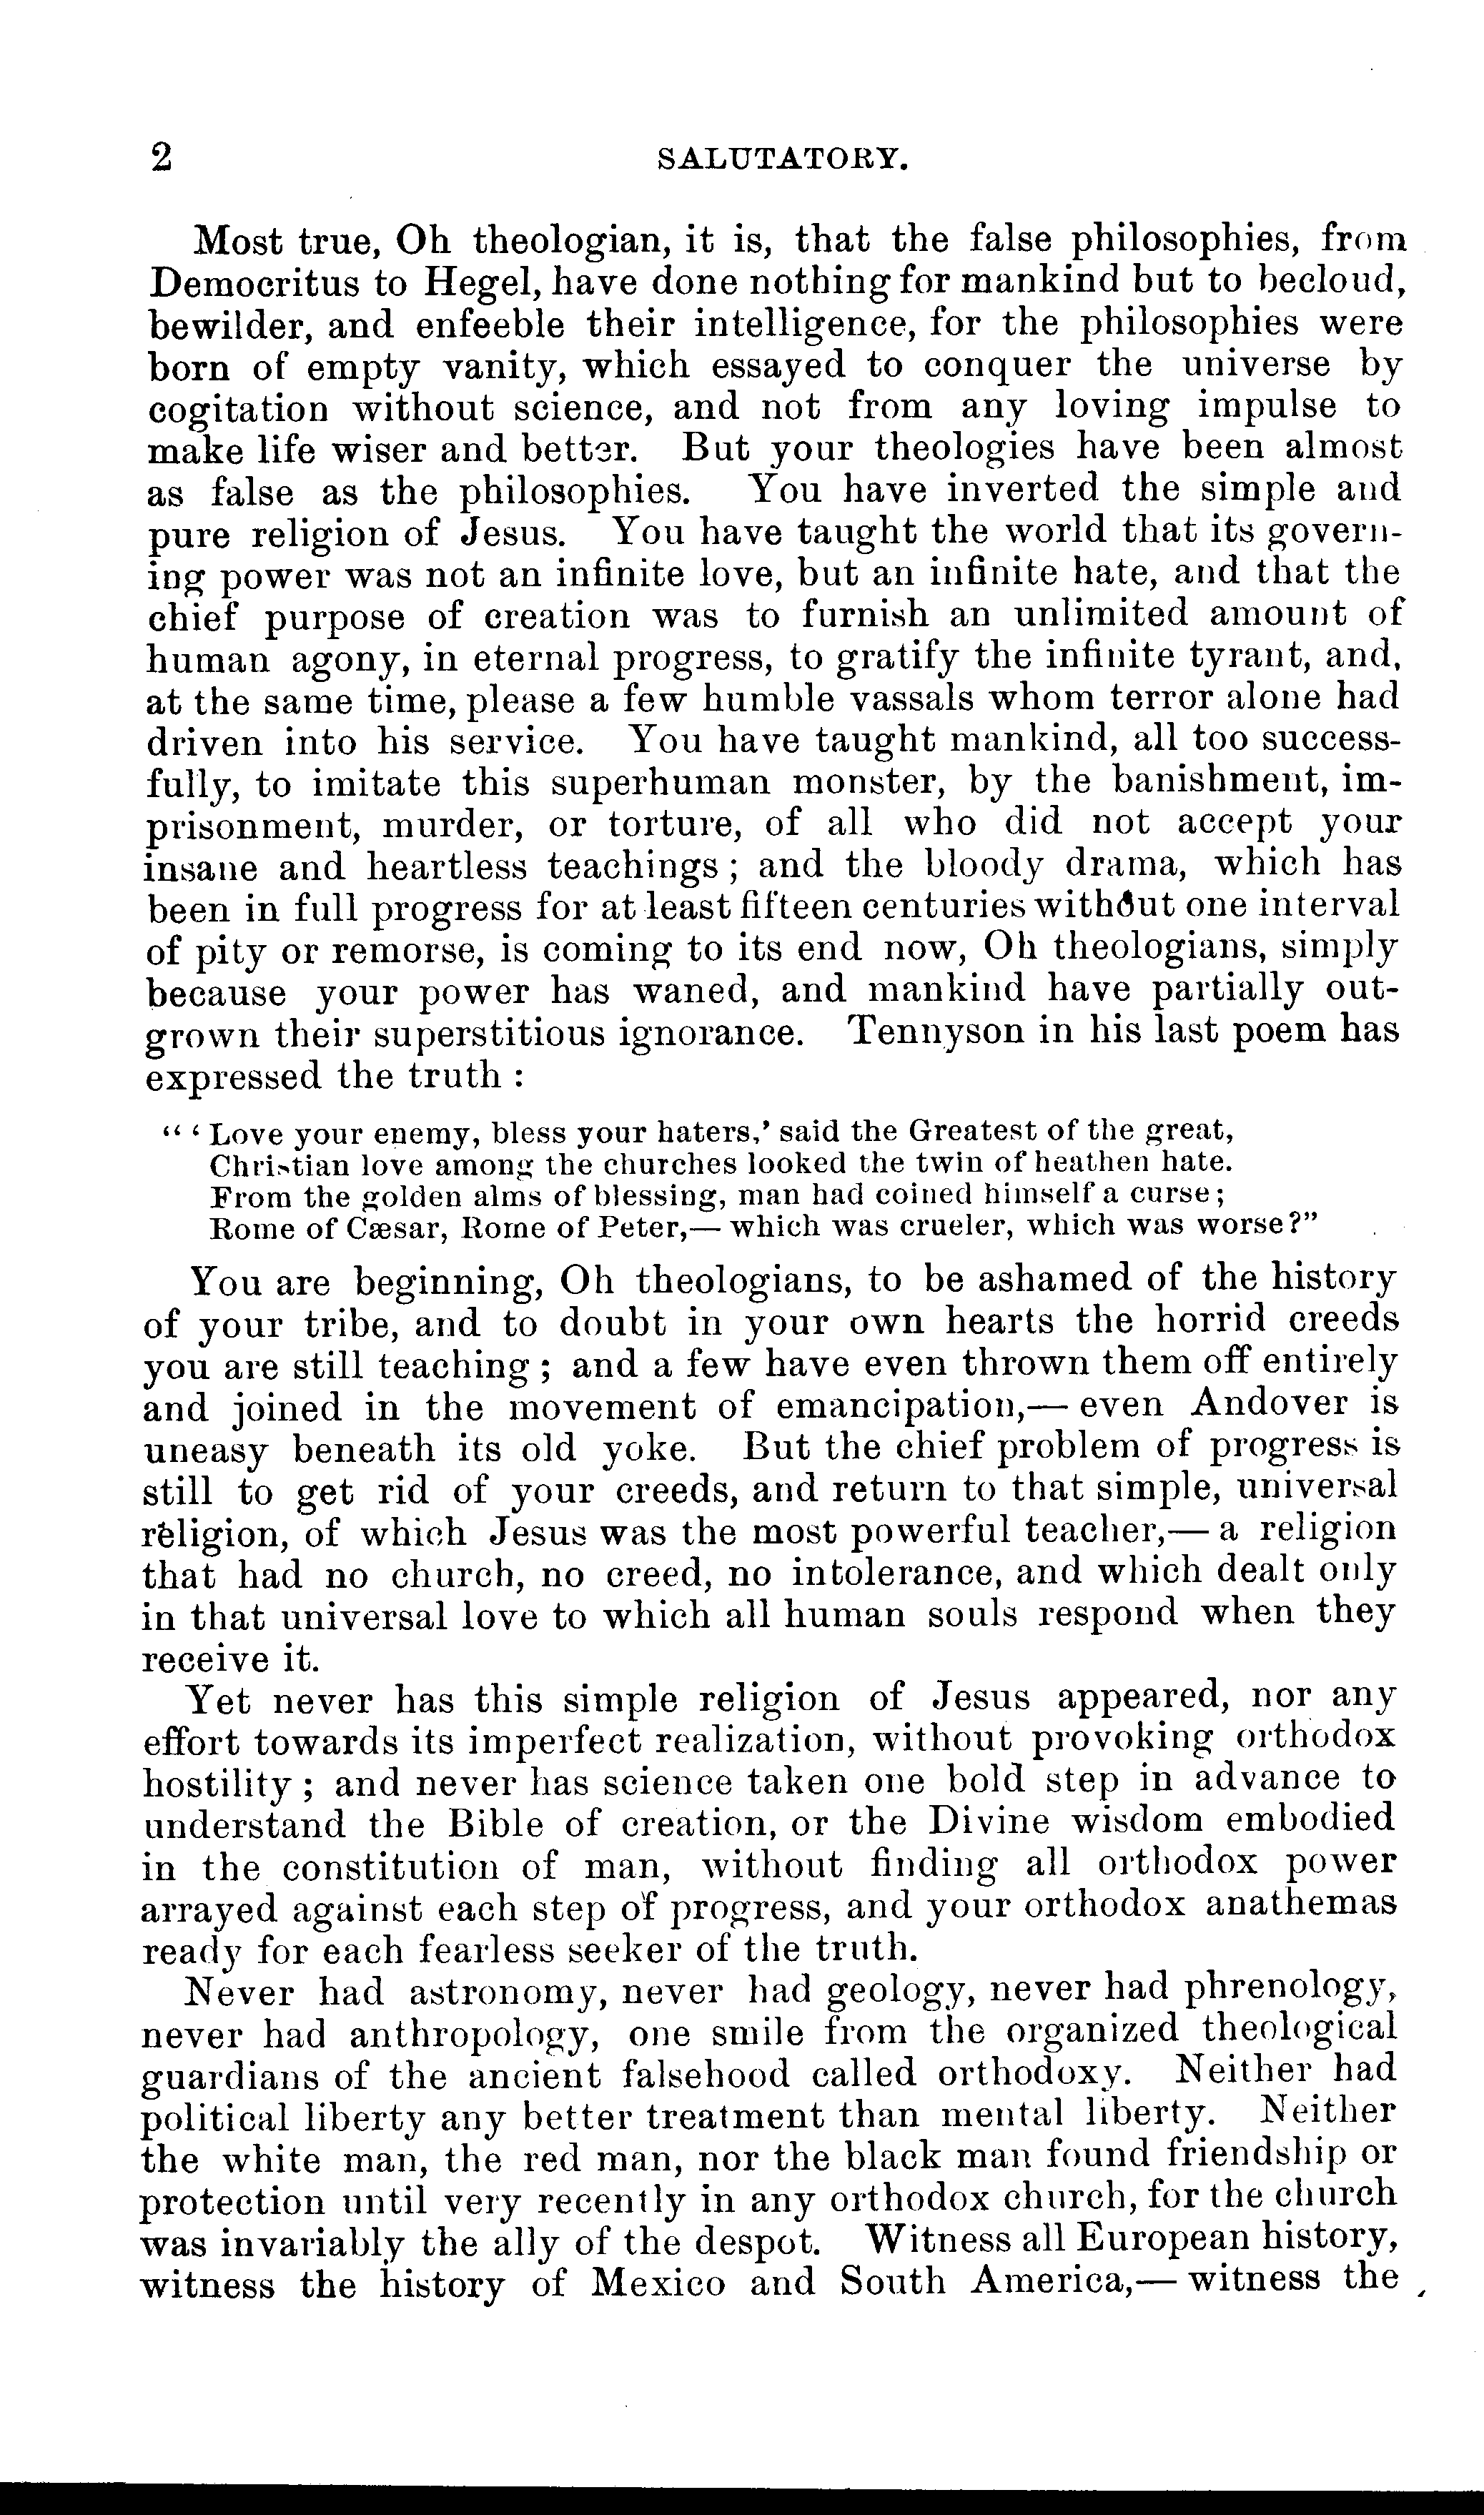 2 SALUTATORY.
Most true, Oh theologian, it is, that the false philosophies, from
Democritus to Hegel, have done nothing for mankind but to becloud,
bewilder, and enfeeble their intelligence, for the philosophies were
born of empty vanity, which essayed to conquer the universe by
cogitation without science, and not from any loving impulse to
make life wiser and better. But your theologies have been almost
as false as the philosophies. You have inverted the simple and
pure religion of Jesus. You have taught the world that its govern-
ing power was not an infinite love, but an infinite hate, and that the
chief purpose of creation was to furnish an unlimited amount of
human agony, in eternal progress, to gratify the infinite tyrant, and,
at the same time, please a few humble vassals whom terror alone had
driven into his service. You have taught mankind, all too success-
fully, to imitate this superhuman monster, by the banishment, im-
prisonment, murder, or torture, of all who did not accept your
insane and heartless teachings; and the bloody drama, which has
been in full progress for at least fifteen centuries without one interval
of pity or remorse, is coming to its end now, Oh theologians, simply
because your power has waned, and mankind have partially out-
grown their superstitious ignorance. Tennyson in his last poem has
expressed the truth:
"'Love your enemy, bless your haters,' said the Greatest of the great,
Christian love among the churches looked the twin of heathen hate.
From the golden alms of blessing, man had coined himself a curse;
Rome of Cæsar, Rome of Peter,— which was crueler, which was worse?"
You are beginning, Oh theologians, to be ashamed of the history
of your tribe, and to doubt in your own hearts the horrid creeds
you are still teaching; and a few have even thrown them off entirely
and joined in the movement of emancipation,— even Andover is
uneasy beneath its old yoke. But the chief problem of progress is
still to get rid of your creeds, and return to that simple, universal
religion, of which Jesus was the most powerful teacher,— a religion
that had no church, no creed, no intolerance, and which dealt only
in that universal love to which all human souls respond when they
receive it.
Yet never has this simple religion of Jesus appeared, nor any
effort towards its imperfect realization, without provoking orthodox
hostility; and never has science taken one bold step in advance to
understand the Bible of creation, or the Divine wisdom embodied
in the constitution of man, without finding all orthodox power
arrayed against each step of progress, and your orthodox anathemas
ready for each fearless seeker of the truth.
Never had astronomy, never had geology, never had phrenology,
never had anthropology, one smile from the organized theological
guardians of the ancient falsehood called orthodoxy. Neither had
political liberty any better treatment than mental liberty. Neither
the white man, the red man, nor the black man found friendship or
protection until very recently in any orthodox church, for the church
was invariably the ally of the despot. Witness all European history,
witness the history of Mexico and South America,— witness the